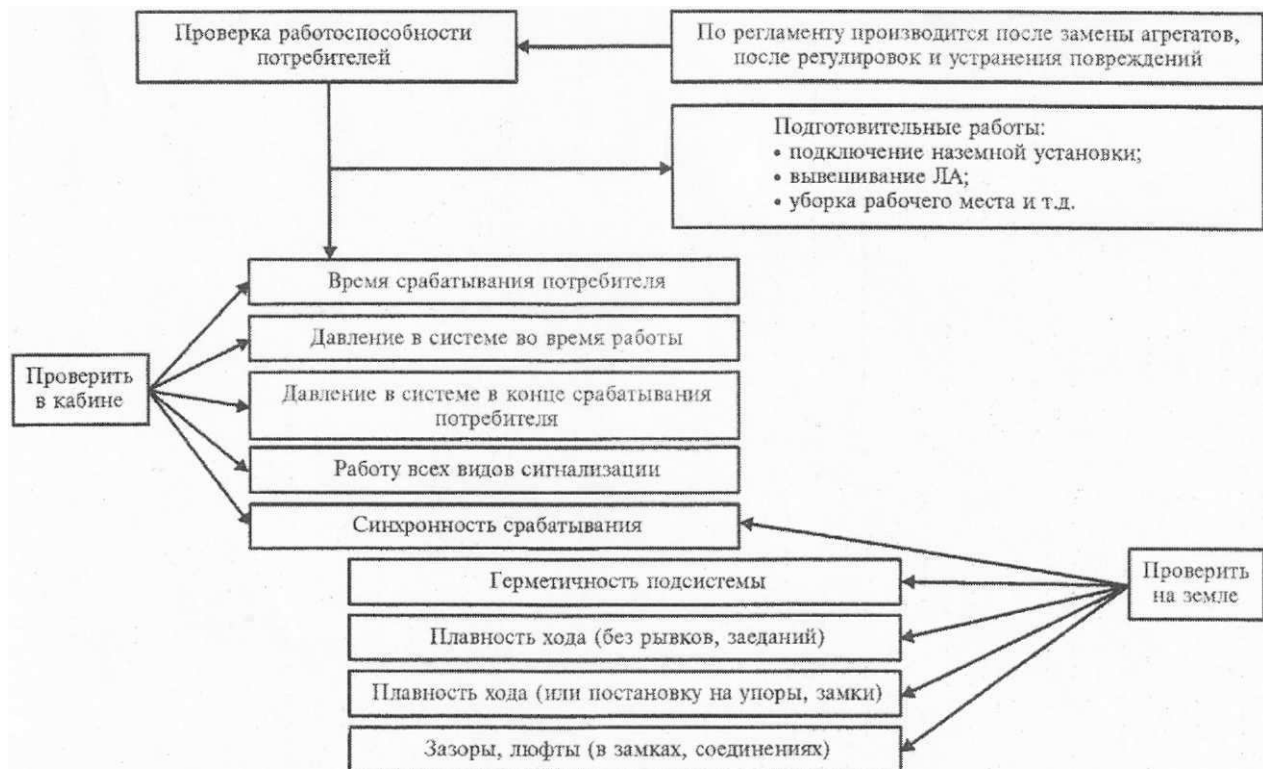 Проверка работоспособности
потребителей
По регламенту производится после замены агрегатов,
после регулировок и устранения повреждений
Подготовительные работы:
• подключение наземной установки;
• вывешивание ЛА;
• уборка рабочего места и т.д.
Время срабатывания потребителя
Давление в системе во время работы
Проверить
в кабине
Давление в системе в конце срабатывания
потребителя
Работу всех видов сигнализации
Синхронность срабатывания
Герметичность подсистемы
Проверить
на земле
Плавность хода (без рывков, заеданий)
Плавность хода (или постановку на упоры, замки)
Зазоры, люфты (в замках, соединениях)